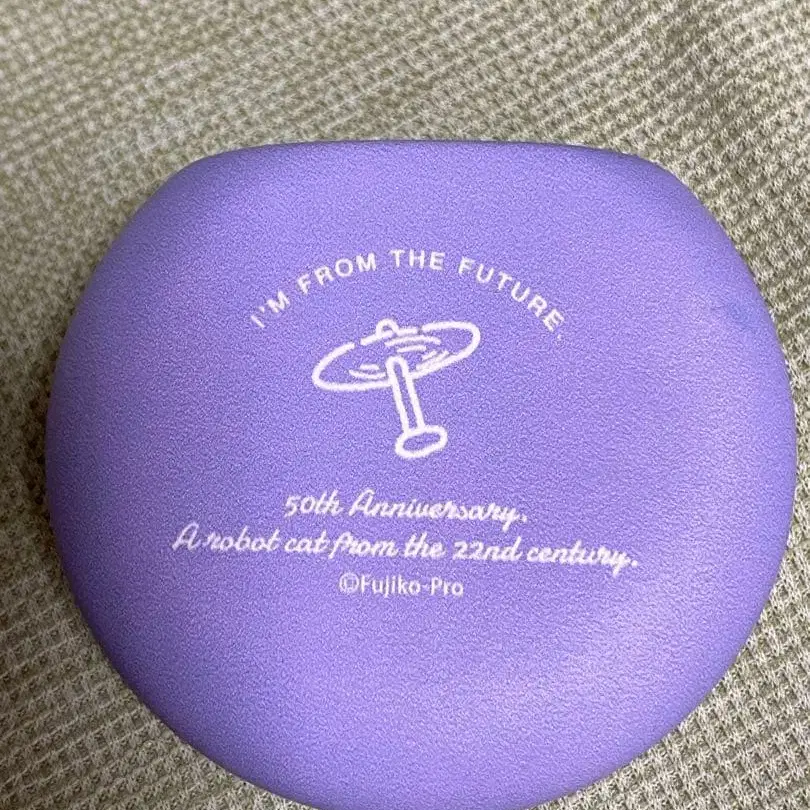 I'M FROM THE FUTURE.
50th Anniversary.
A robot cat from the 22nd century.
©Fujiko-Pro